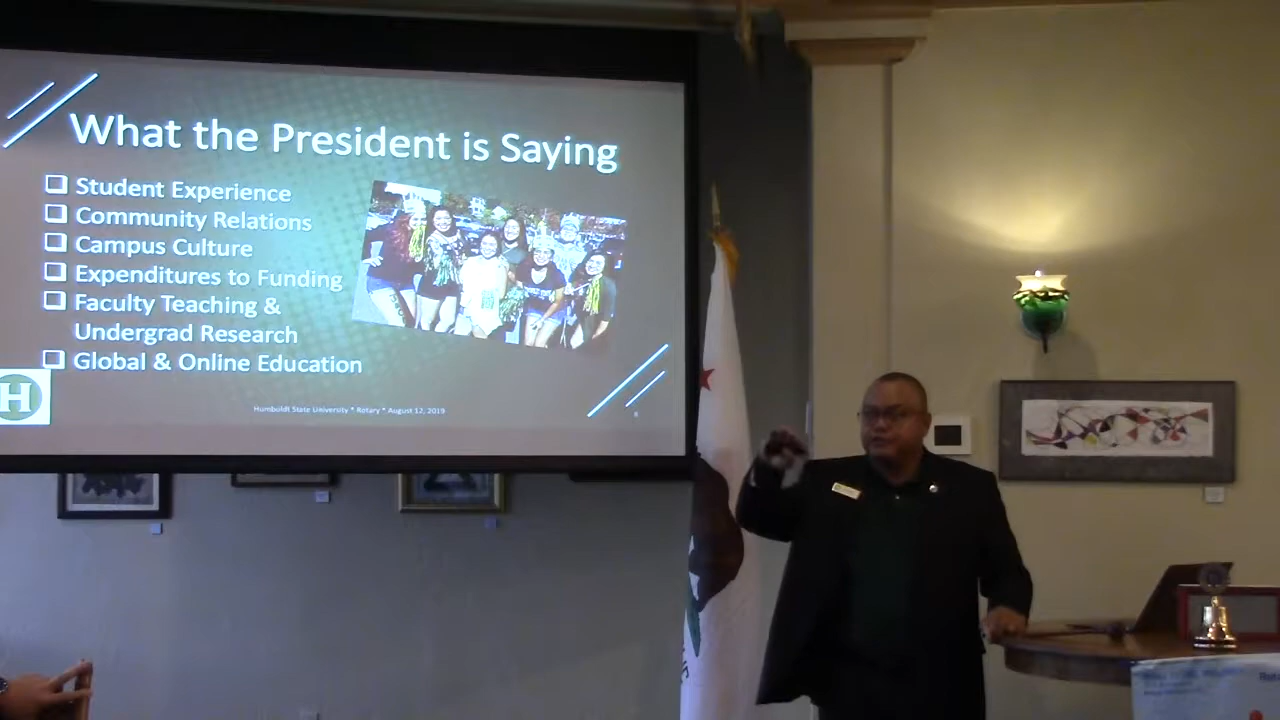 What the President is Saying
❑ Student Experience
❑ Community Relations
❑ Campus Culture
❑ Expenditures to Funding
❑ Faculty Teaching &
Undergrad Research
❑ Global & Online Education
H
Humboldt State University * Rotary * August 12, 2019